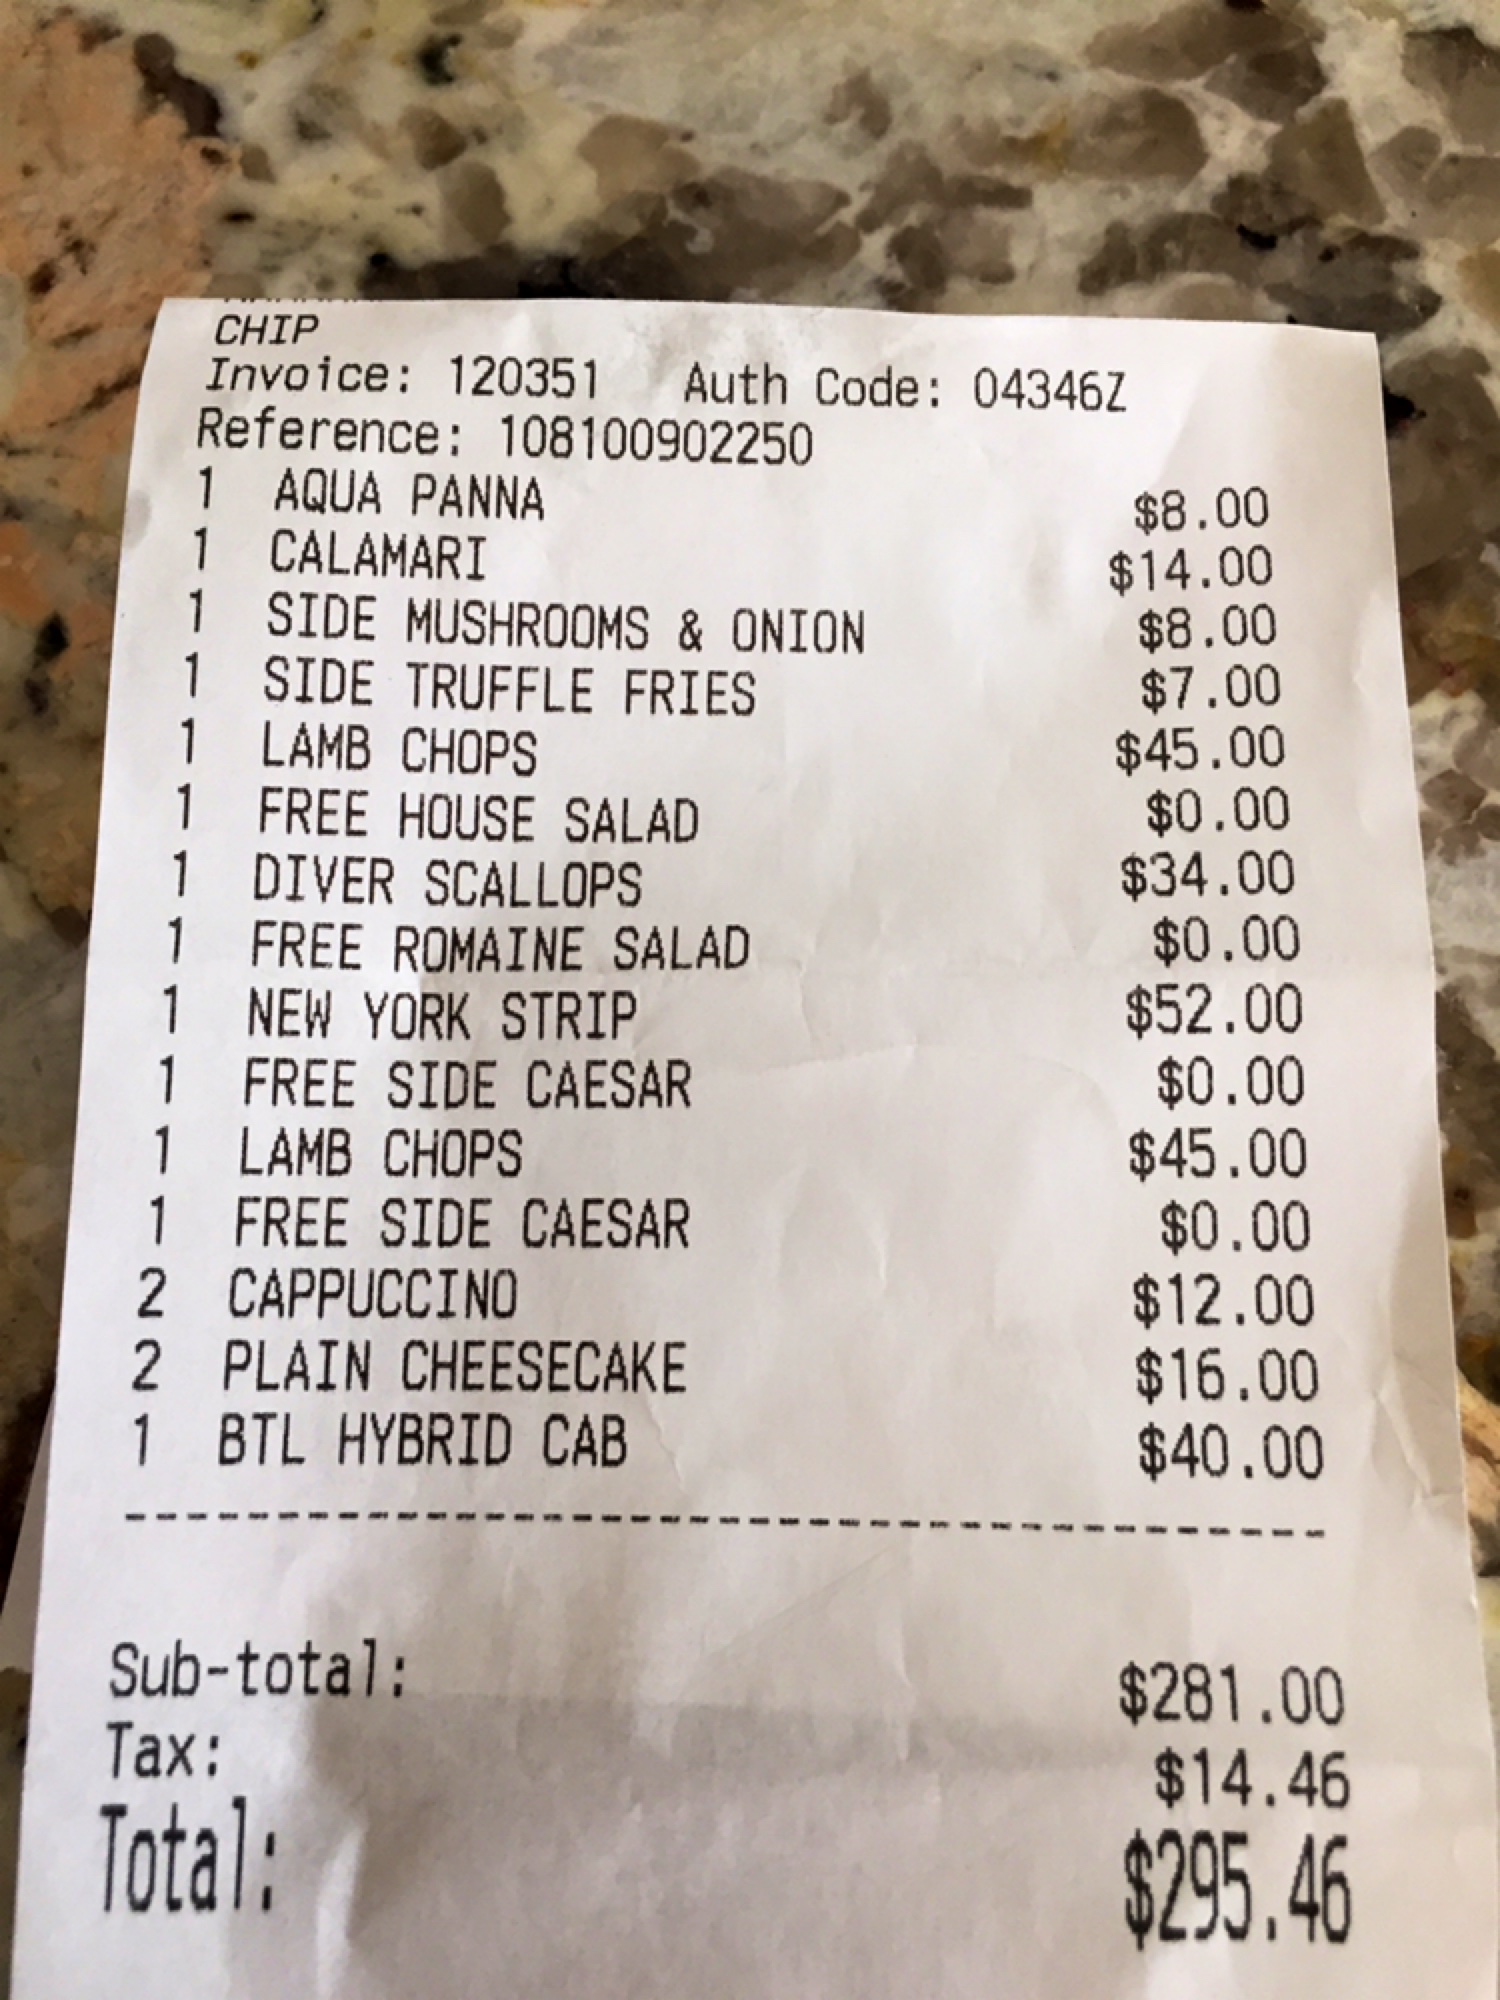 CHIP
Invoice: 120351 Auth Code: 04346Z
Reference: 108100902250
1 AQUA PANNA $8.00
1 CALAMARI $14.00
1 SIDE MUSHROOMS & ONION $8.00
1 SIDE TRUFFLE FRIES $7.00
1 LAMB CHOPS $45.00
1 FREE HOUSE SALAD $0.00
1 DIVER SCALLOPS $34.00
1 FREE ROMAINE SALAD $0.00
1 NEW YORK STRIP $52.00
1 FREE SIDE CAESAR $0.00
1 LAMB CHOPS $45.00
1 FREE SIDE CAESAR $0.00
2 CAPPUCCINO $12.00
2 PLAIN CHEESECAKE $16.00
1 BTL HYBRID CAB $40.00
----------------------------------------
Sub-total: $281.00
Tax: $14.46
Total: $295.46